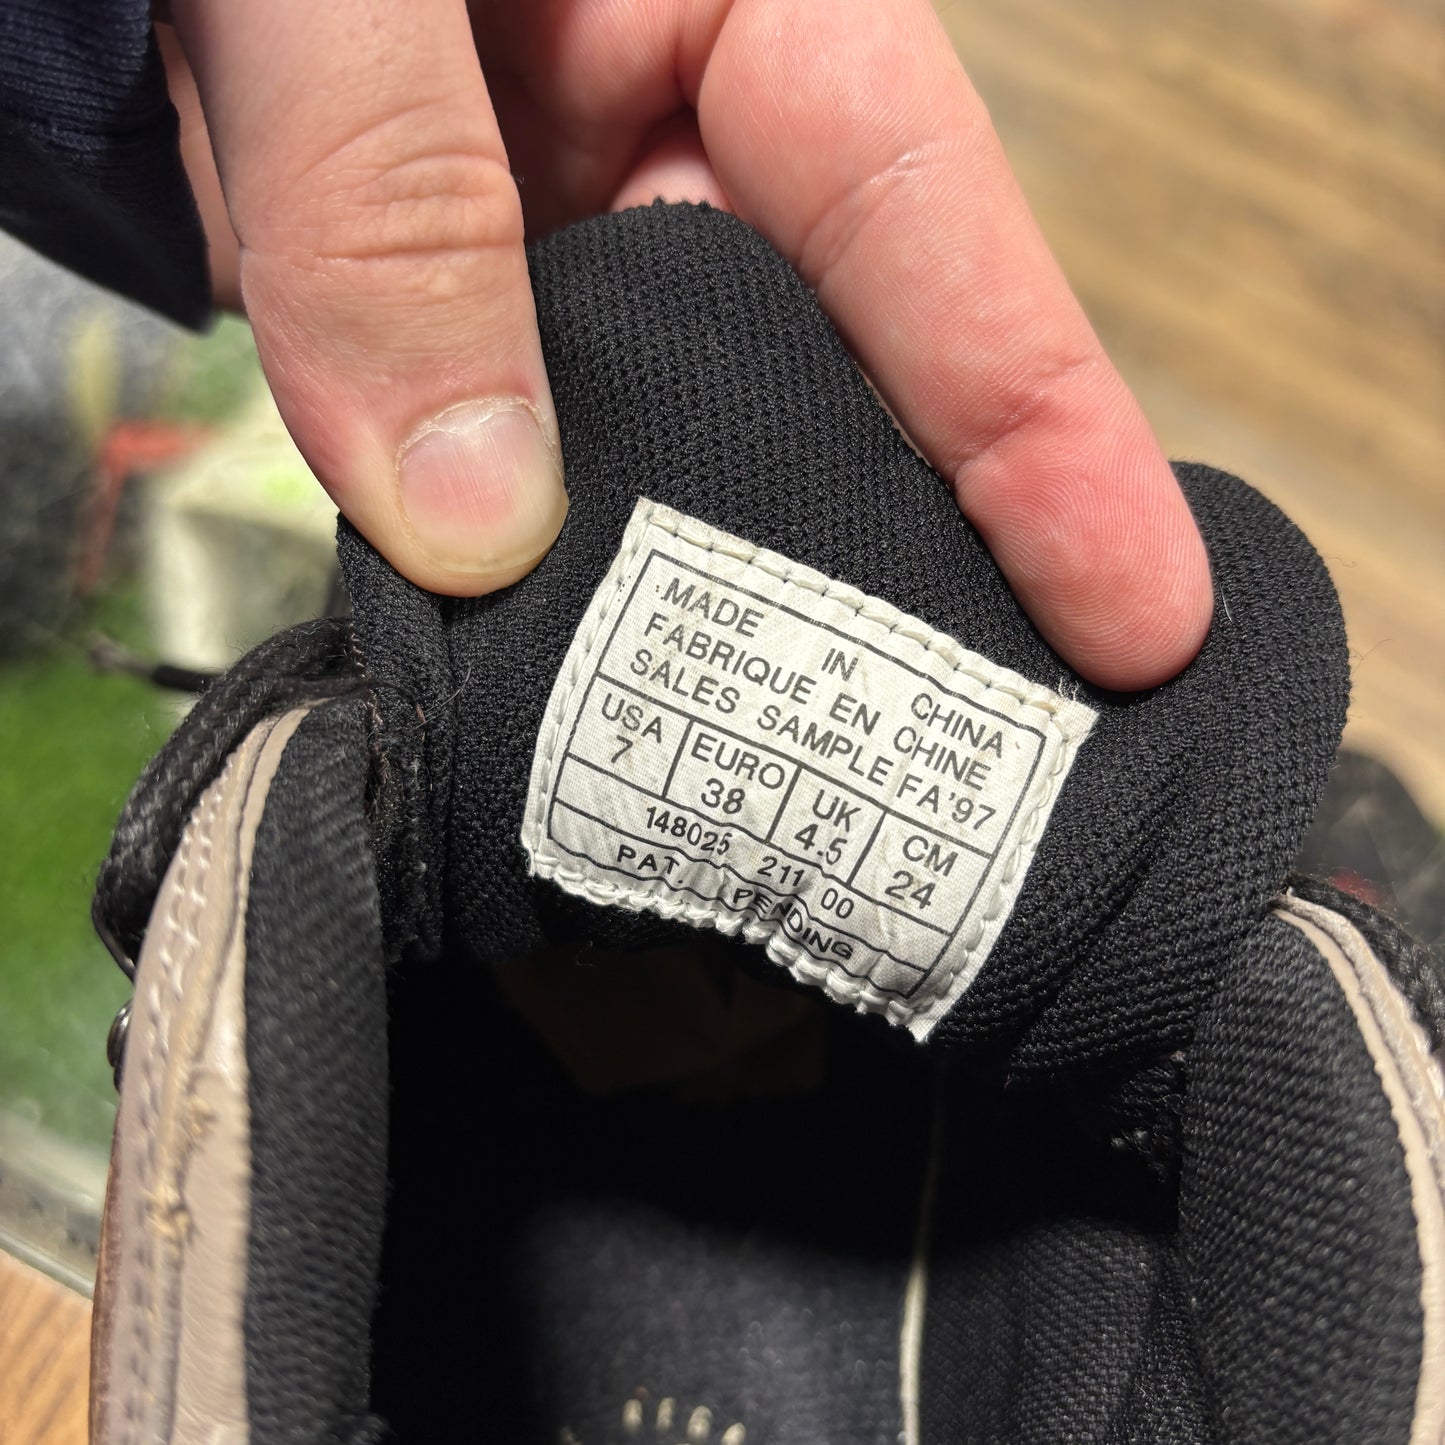 MADE IN CHINA
FABRIQUE EN CHINE
SALES SAMPLE FA'97
USA EURO UK CM
7 38 4.5 24
148025 211 00
PAT. PENDING